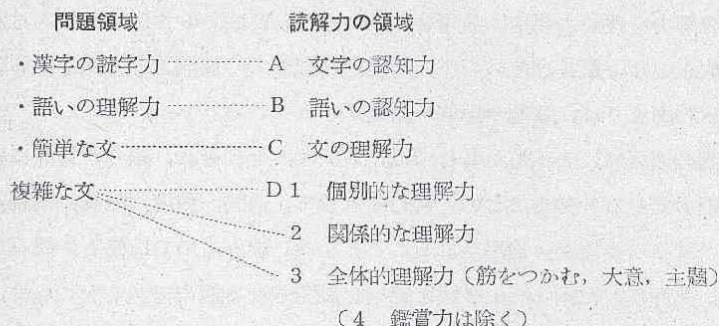 問題領域　読解力の領域
・漢字の読字力 A 文字の認知力
・語いの理解力 B 語いの認知力
・簡単な文 C 文の理解力
複雑な文 D 1 個別的な理解力
2 関係的な理解力
3 全体的理解力（筋をつかむ，大意，主題）
（4 鑑賞力は除く）